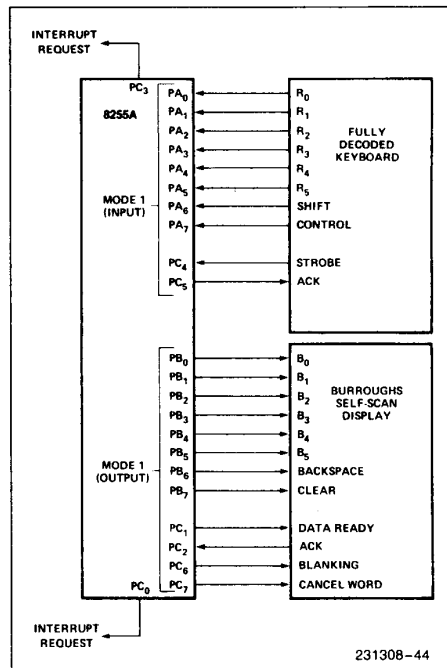 INTERRUPT
REQUEST
PC3
8255A
MODE 1
(INPUT)
PA0
PA1
PA2
PA3
PA4
PA5
PA6
PA7
PC4
PC5
R0
R1
R2
R3
R4
R5
SHIFT
CONTROL
STROBE
ACK
FULLY
DECODED
KEYBOARD
MODE 1
(OUTPUT)
PB0
PB1
PB2
PB3
PB4
PB5
PB6
PB7
PC1
PC2
PC6
PC7
B0
B1
B2
B3
B4
B5
BACKSPACE
CLEAR
DATA READY
ACK
BLANKING
CANCEL WORD
BURROUGHS
SELF-SCAN
DISPLAY
PC0
INTERRUPT
REQUEST
231308-44